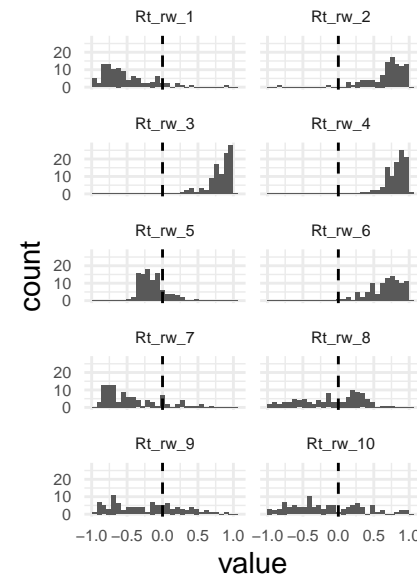 Rt_rw_1 Rt_rw_2
20
10
0
Rt_rw_3 Rt_rw_4
20
10
0
Rt_rw_5 Rt_rw_6
20
10
0
Rt_rw_7 Rt_rw_8
20
10
0
Rt_rw_9 Rt_rw_10
20
10
0
−1.0 −0.5 0.0 0.5 1.0 −1.0 −0.5 0.0 0.5 1.0
value
count